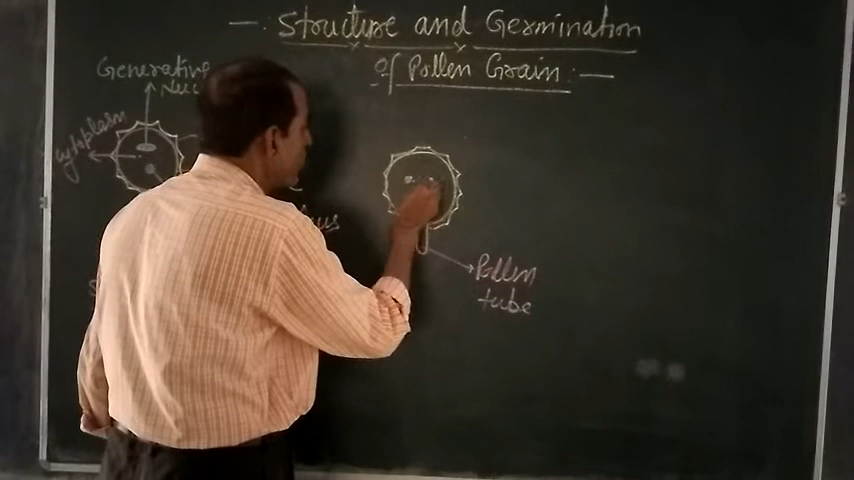 Structure and Germination
of Pollen Grain :-
Generative
Cytoplasm
Pollen
tube